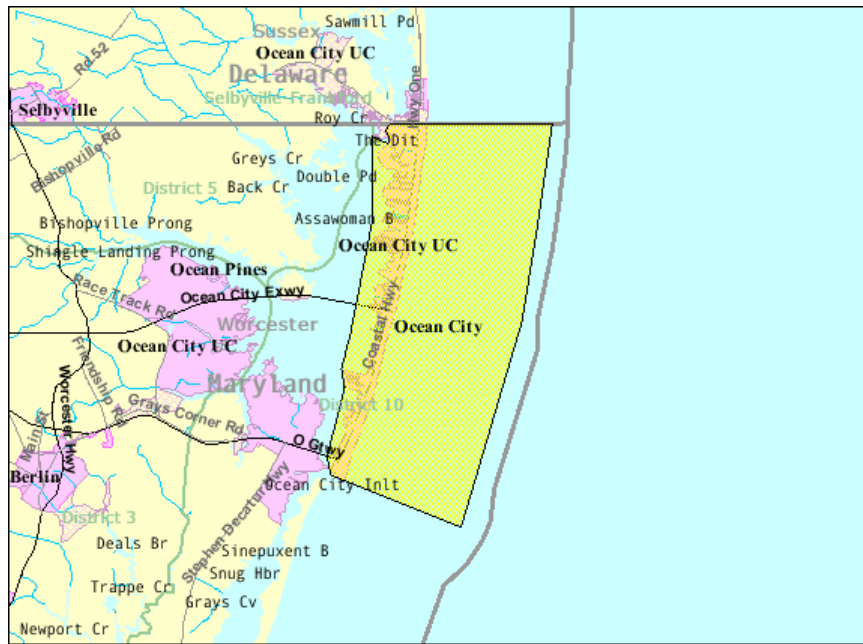 Sawmill Pd
Sussex
Ocean City UC
Rd 52
Delaware
Hwy One
Selbyville-Frankford
Selbyville
Roy Cr
The Dit
Bishopville Rd
Greys Cr
Double Pd
District 5
Back Cr
Assawoman B
Bishopville Prong
Ocean City UC
Shingle Landing Prong
Ocean Pines
Race Track Rd
Ocean City Exwy
Worcester
Ocean City
Coastal Hwy
Ocean City UC
Friendship Rd
Maryland
Worcester Hwy
District 10
Grays Corner Rd
Main St
O Gtwy
Berlin
Ocean City Inlt
Stephen Decatur Hwy
District 3
Deals Br
Sinepuxent B
Snug Hbr
Trappe Cr
Grays Cv
Newport Cr